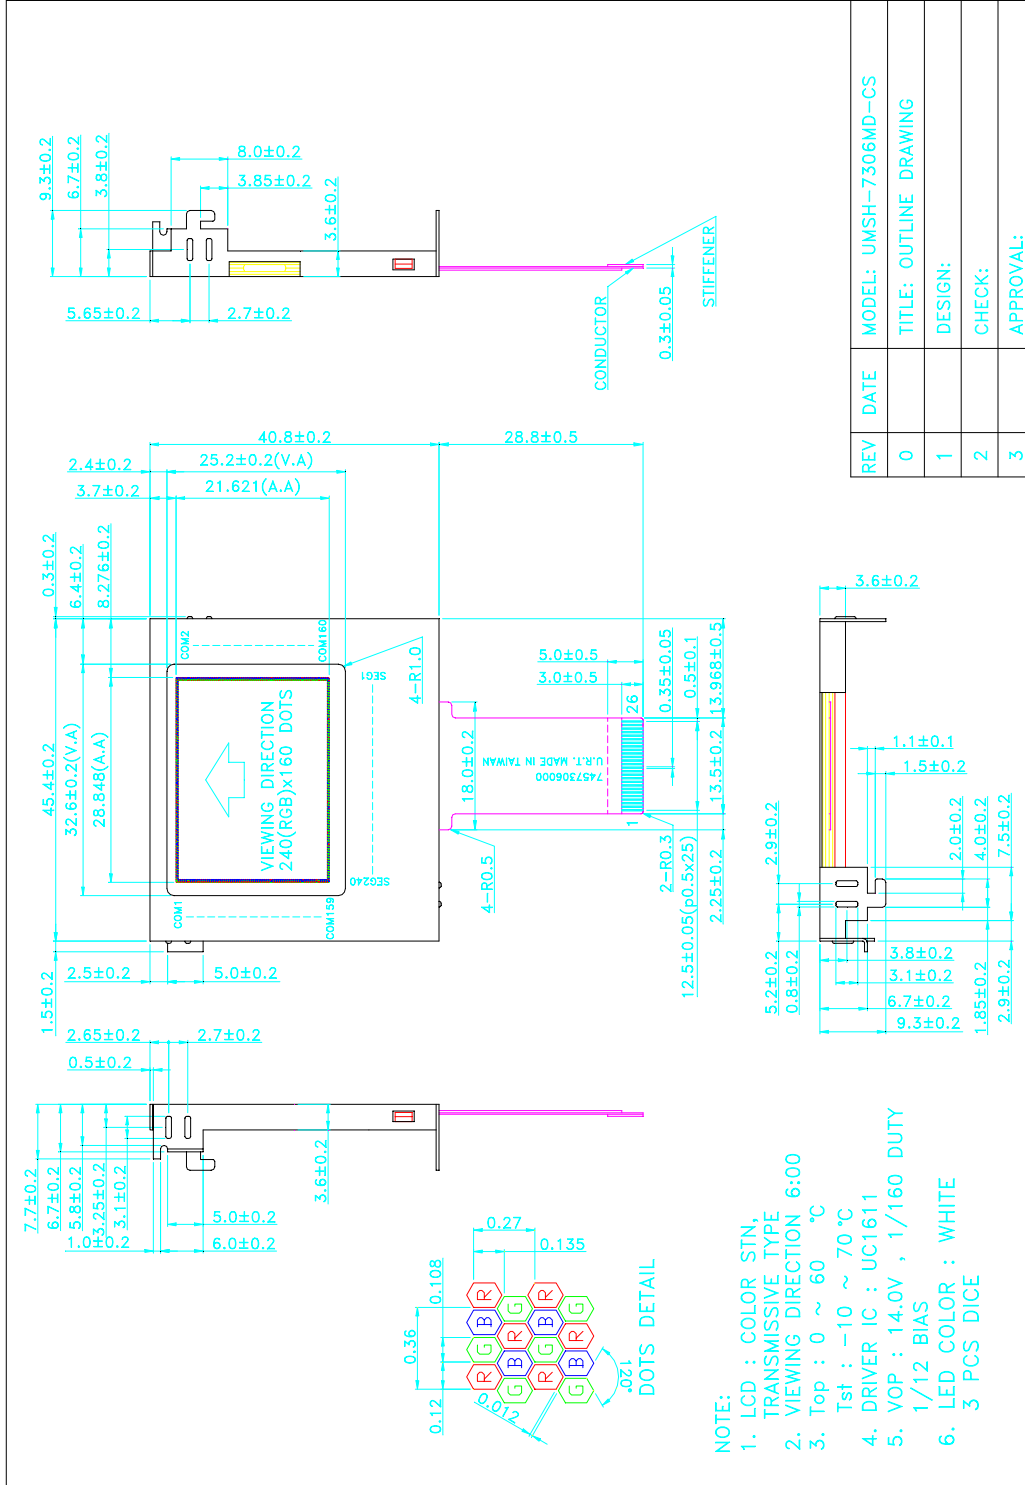 9.3±0.2
6.7±0.2
3.8±0.2
8.0±0.2
3.85±0.2
3.6±0.2
5.65±0.2
2.7±0.2
CONDUCTOR
STIFFENER
0.3±0.05
40.8±0.2
28.8±0.5
2.4±0.2
25.2±0.2(V.A)
3.7±0.2
21.621(A.A)
0.3±0.2
6.4±0.2
8.276±0.2
45.4±0.2
32.6±0.2(V.A)
28.848(A.A)
COM2
COM160
SEG1
SEG240
COM1
COM159
VIEWING DIRECTION
240(RGB)x160 DOTS
4-R1.0
4-R0.5
18.0±0.2
5.0±0.5
3.0±0.5
0.35±0.05
0.5±0.1
13.968±0.5
26
1
745736000
U.R.T. MADE IN TAIWAN
13.5±0.2
2-R0.3
2.25±0.2
12.5±0.05(p0.5x25)
1.5±0.2
2.5±0.2
5.0±0.2
3.6±0.2
1.1±0.1
1.5±0.2
2.9±0.2
2.0±0.2
4.0±0.2
7.5±0.2
5.2±0.2
0.8±0.2
3.8±0.2
3.1±0.2
6.7±0.2
9.3±0.2
1.85±0.2
2.9±0.2
2.65±0.2
2.7±0.2
0.5±0.2
7.7±0.2
6.7±0.2
5.8±0.2
3.25±0.2
3.1±0.2
1.0±0.2
5.0±0.2
6.0±0.2
3.6±0.2
0.27
0.135
0.108
0.36
0.12
0.012
120°
R B G R
G B R G
R G B R
G B R G
DOTS DETAIL
NOTE:
1. LCD : COLOR STN,
TRANSMISSIVE TYPE
2. VIEWING DIRECTION 6:00
3. Top : 0 ~ 60 °C
Tst : -10 ~ 70°C
4. DRIVER IC : UC1611
5. VOP : 14.0V , 1/160 DUTY
1/12 BIAS
6. LED COLOR : WHITE
3 PCS DICE
REV DATE MODEL: UMSH-7306MD-CS
0 TITLE: OUTLINE DRAWING
1 DESIGN:
2 CHECK:
3 APPROVAL: